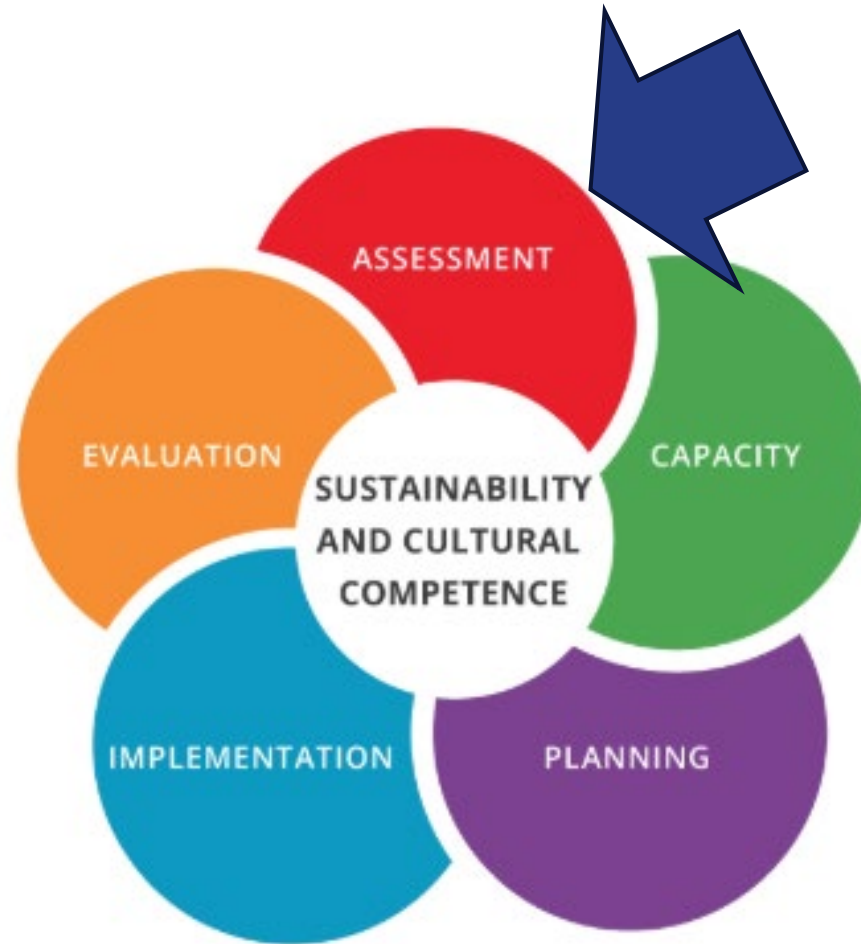 ASSESSMENT
CAPACITY
PLANNING
IMPLEMENTATION
EVALUATION
SUSTAINABILITY
AND CULTURAL
COMPETENCE